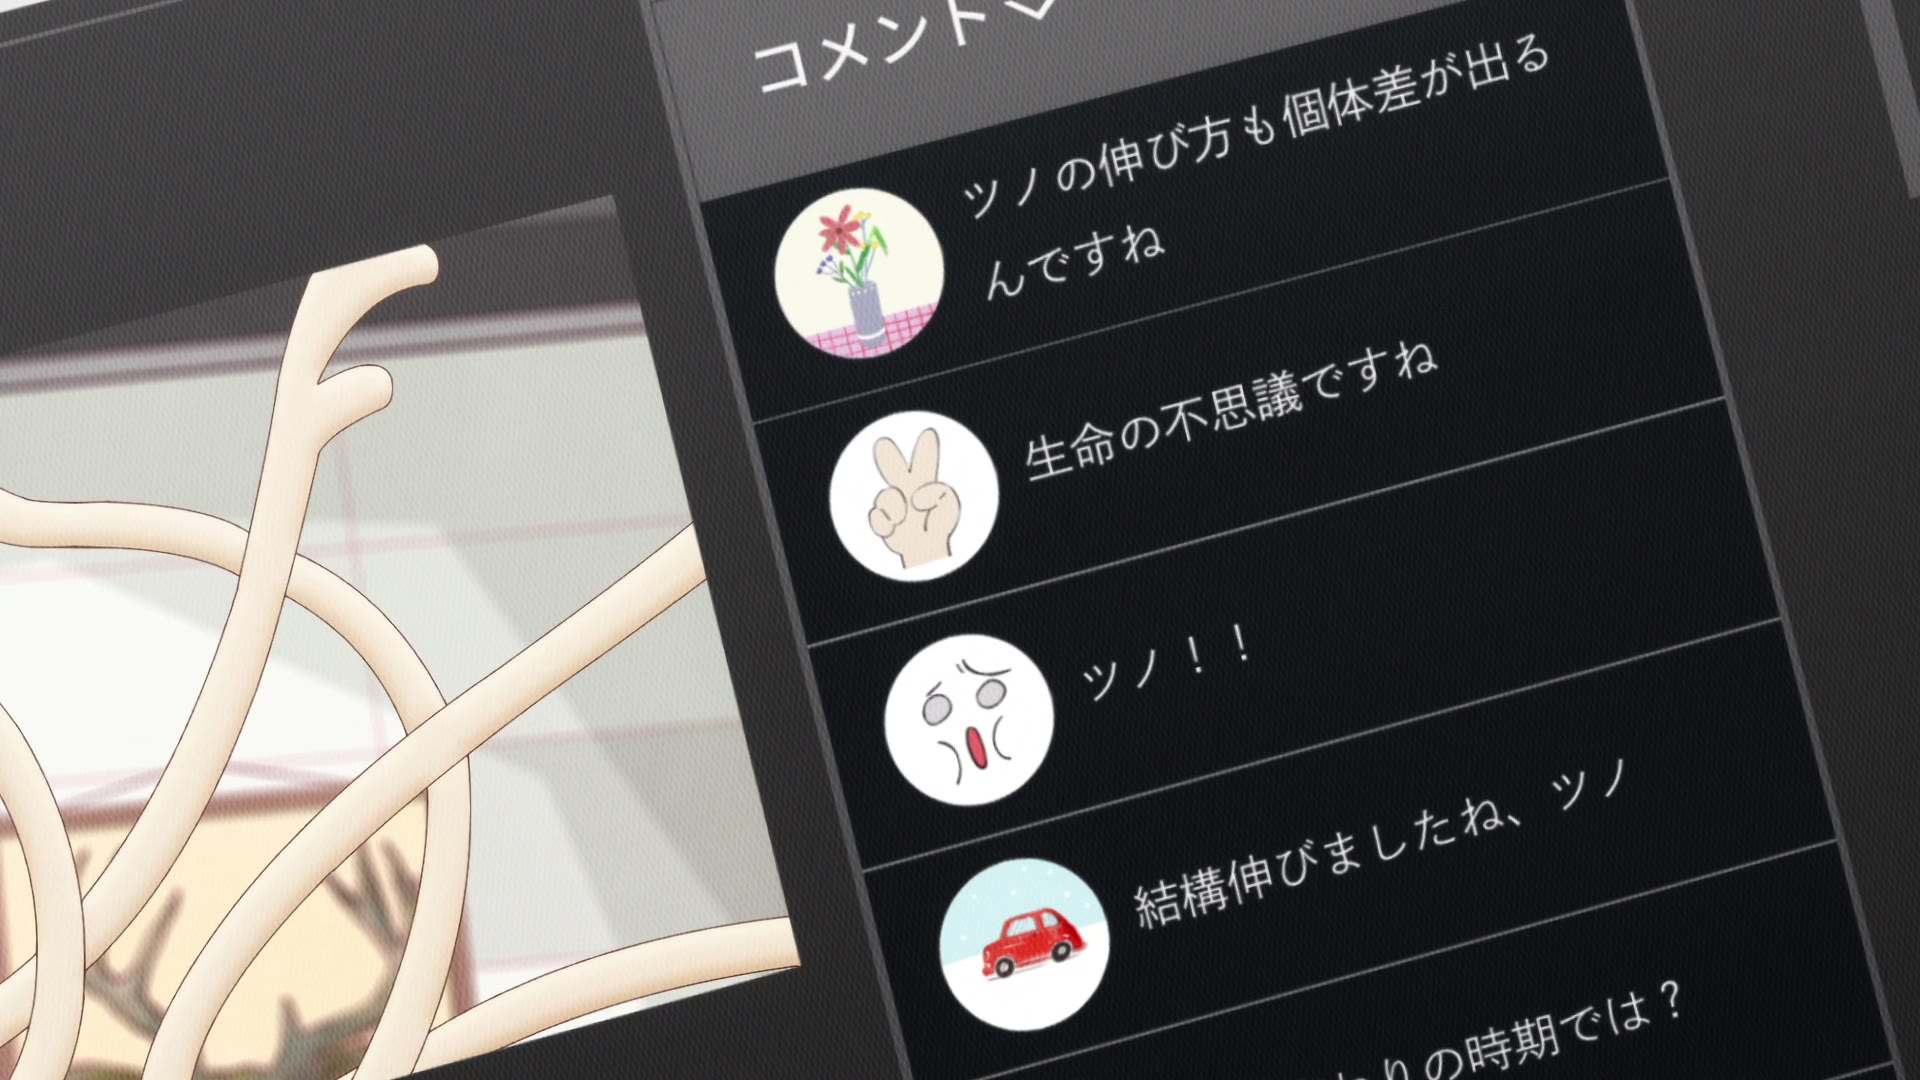 コメント
ツノの伸び方も個体差が出る
んですね
生命の不思議ですね
ツノ！！
結構伸びましたね、ツノ
りの時期では？